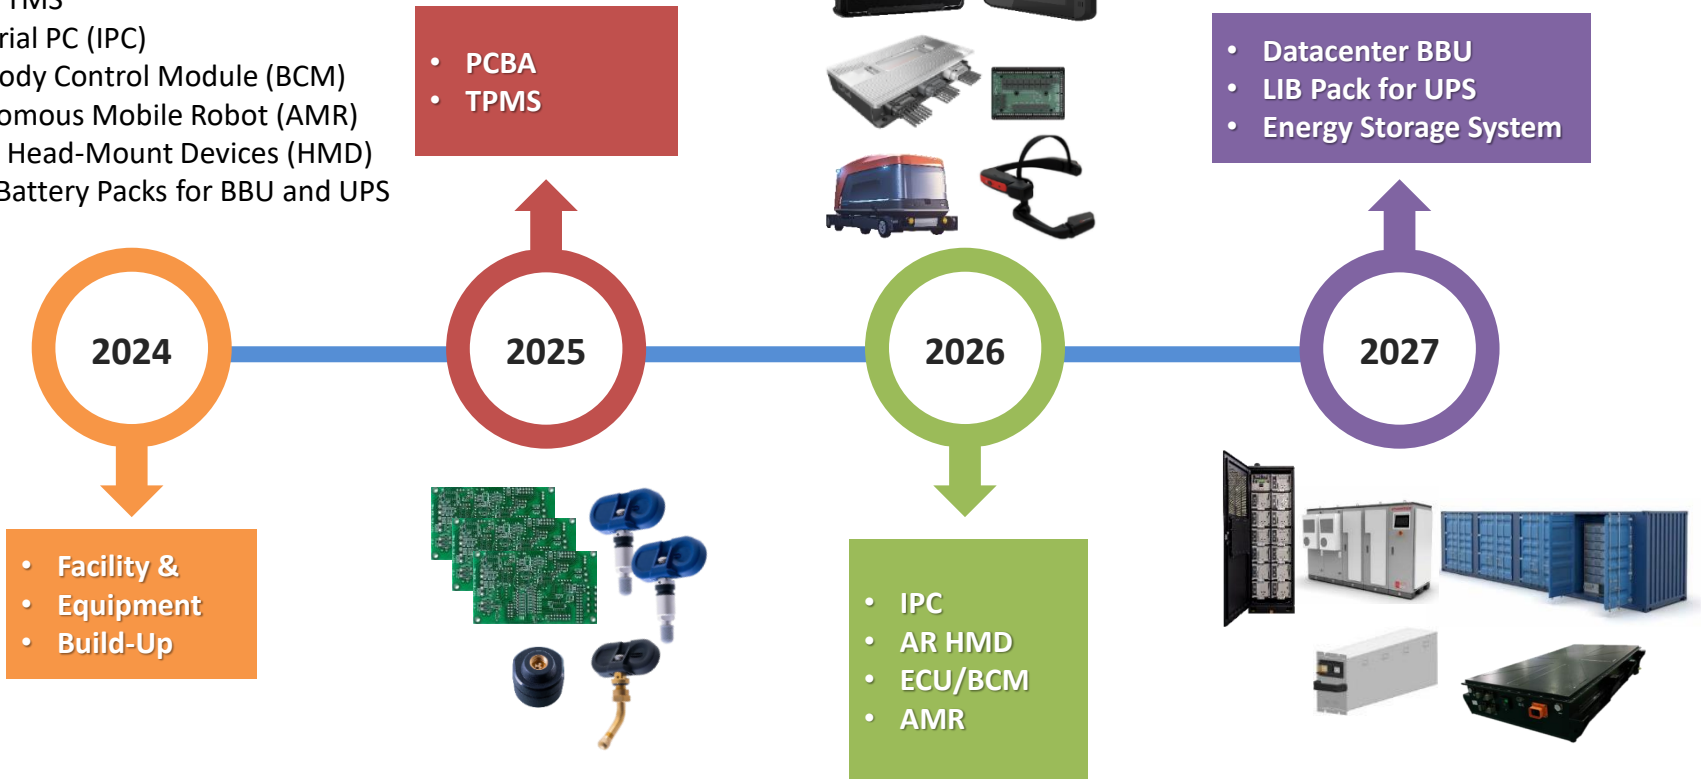 rial PC (IPC)
ody Control Module (BCM)
omous Mobile Robot (AMR)
Head-Mount Devices (HMD)
Battery Packs for BBU and UPS
• PCBA
• TPMS
• Datacenter BBU
• LIB Pack for UPS
• Energy Storage System
2024
2025
2026
2027
• Facility &
• Equipment
• Build-Up
• IPC
• AR HMD
• ECU/BCM
• AMR